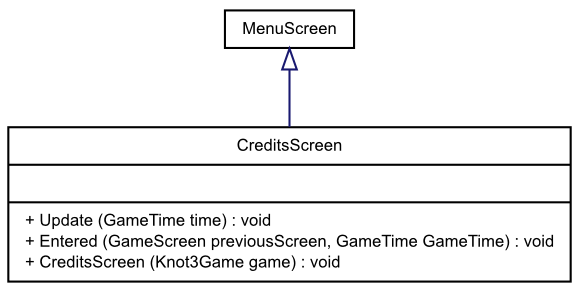 MenuScreen
CreditsScreen
+ Update (GameTime time) : void
+ Entered (GameScreen previousScreen, GameTime GameTime) : void
+ CreditsScreen (Knot3Game game) : void